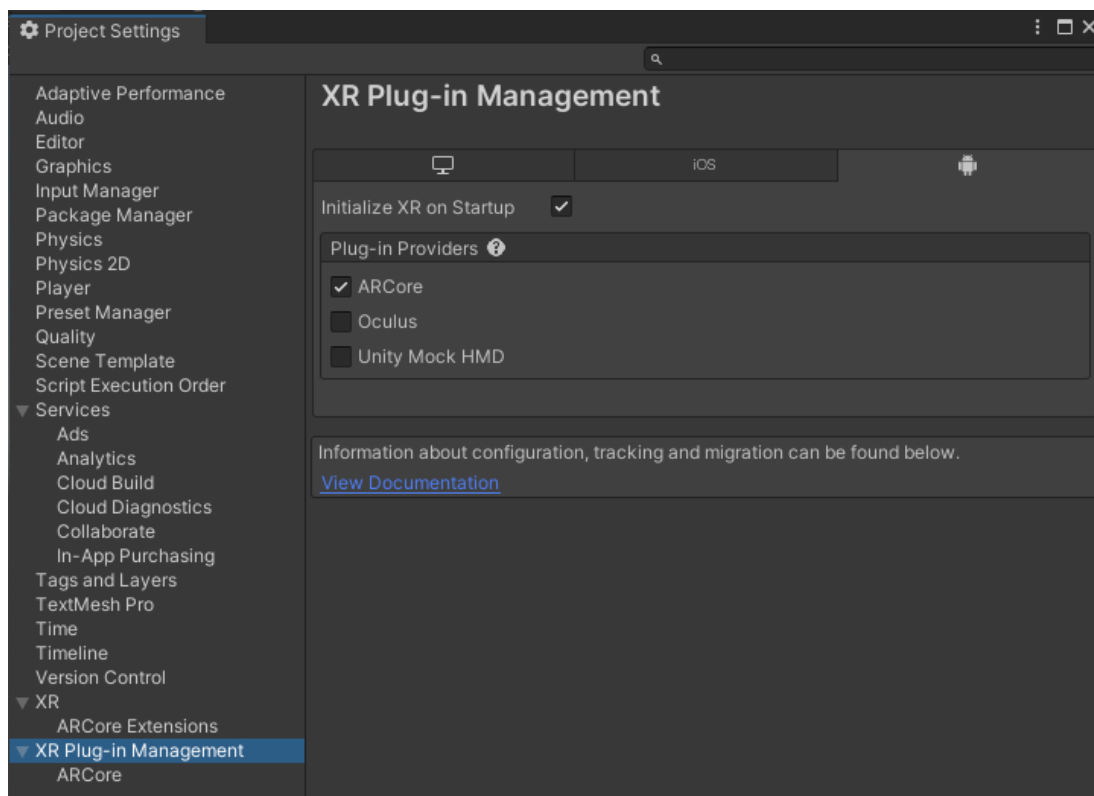 Project Settings
Adaptive Performance
Audio
Editor
Graphics
Input Manager
Package Manager
Physics
Physics 2D
Player
Preset Manager
Quality
Scene Template
Script Execution Order
Services
Ads
Analytics
Cloud Build
Cloud Diagnostics
Collaborate
In-App Purchasing
Tags and Layers
TextMesh Pro
Time
Timeline
Version Control
XR
ARCore Extensions
XR Plug-in Management
ARCore
XR Plug-in Management
iOS
Initialize XR on Startup
Plug-in Providers
ARCore
Oculus
Unity Mock HMD
Information about configuration, tracking and migration can be found below.
View Documentation